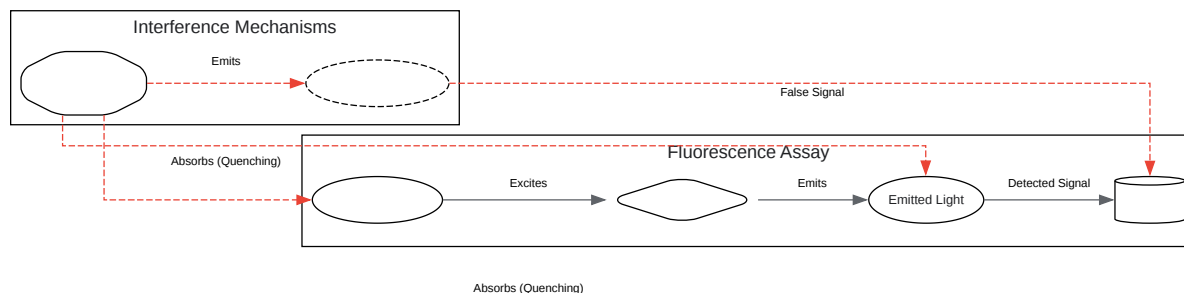 Interference Mechanisms
Emits
False Signal
Absorbs (Quenching)
Fluorescence Assay
Excites
Emits
Emitted Light
Detected Signal
Absorbs (Quenching)